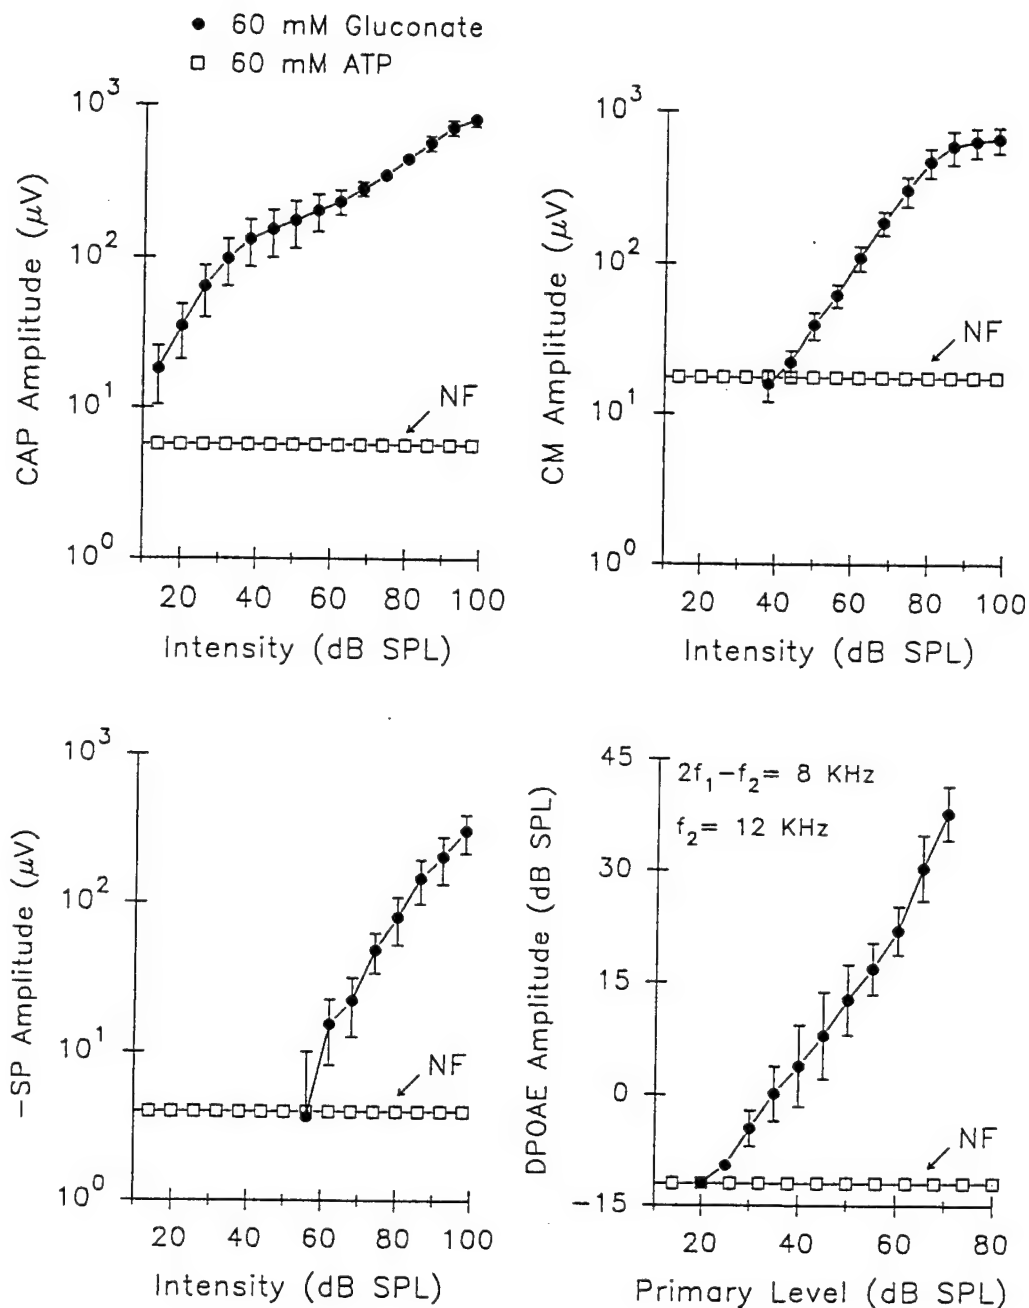 ● 60 mM Gluconate
□ 60 mM ATP
CAP Amplitude (μV)
10³
10²
10¹
10⁰
NF
20 40 60 80 100
Intensity (dB SPL)
CM Amplitude (μV)
10³
10²
10¹
10⁰
NF
20 40 60 80 100
Intensity (dB SPL)
−SP Amplitude (μV)
10³
10²
10¹
10⁰
NF
20 40 60 80 100
Intensity (dB SPL)
DPOAE Amplitude (dB SPL)
45
30
15
0
−15
2f₁−f₂= 8 KHz
f₂= 12 KHz
NF
20 40 60 80
Primary Level (dB SPL)